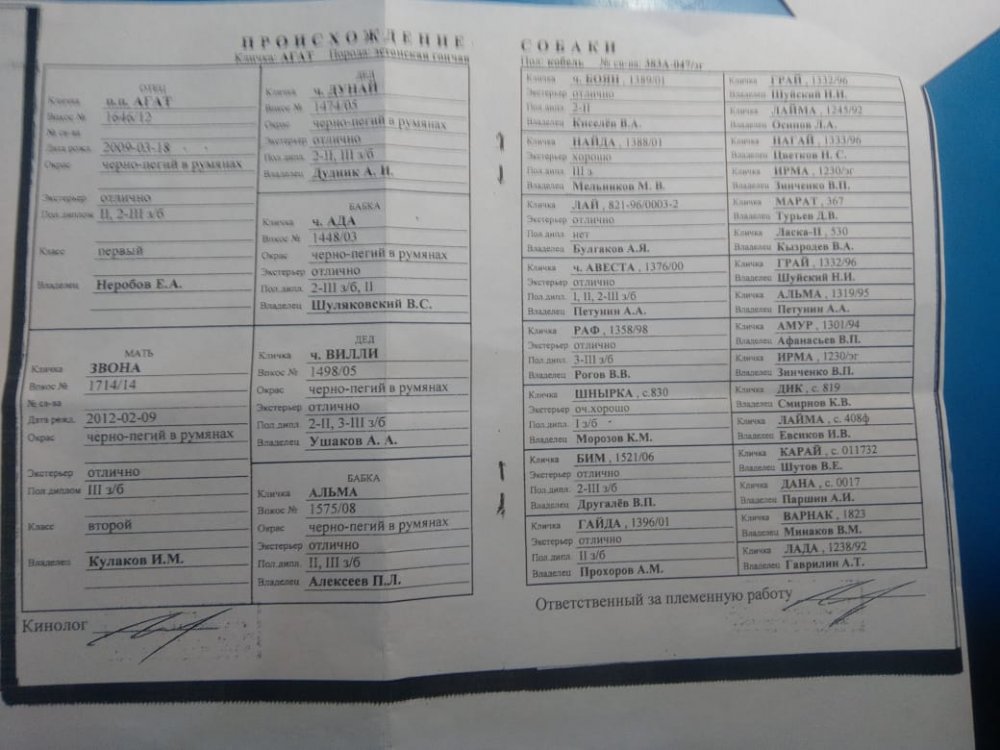 ПРОИСХОЖДЕНИЕ СОБАКИ
Кличка: АГАТ Порода: эстонская гончая Пол: кобель № св-ва: 383А-047/эг
ОТЕЦ
Кличка п.п. АГАТ
Вокос № 1646/12
№ св-ва
Дата рожд. 2009-03-18
Окрас черно-пегий в румянах
Экстерьер отлично
Пол.диплом II, 2-III з/б
Класс первый
Владелец Неробов Е.А.
МАТЬ
Кличка ЗВОНА
Вокос № 1714/14
№ св-ва
Дата рожд. 2012-02-09
Окрас черно-пегий в румянах
Экстерьер отлично
Пол.диплом III з/б
Класс второй
Владелец Кулаков И.М.
Кинолог
ДЕД
Кличка ч. ДУНАЙ
Вокос № 1474/05
Окрас черно-пегий в румянах
Экстерьер отлично
Пол.дипл. 2-II, III з/б
Владелец Дудник А. И.
БАБКА
Кличка ч. АДА
Вокос № 1448/03
Окрас черно-пегий в румянах
Экстерьер отлично
Пол.дипл. 2-III з/б, II
Владелец Шуляковский В.С.
ДЕД
Кличка ч. ВИЛЛИ
Вокос № 1498/05
Окрас черно-пегий в румянах
Экстерьер отлично
Пол.дипл. 2-II, 3-III з/б
Владелец Ушаков А. А.
БАБКА
Кличка АЛЬМА
Вокос № 1575/08
Окрас черно-пегий в румянах
Экстерьер отлично
Пол.дипл. II, III з/б
Владелец Алексеев П.Л.
Кличка ч. БОЯН , 1389/01
Экстерьер отлично
Пол.дипл. 2-II
Владелец Киселёв В.А.
Кличка НАЙДА , 1388/01
Экстерьер хорошо
Пол.дипл. III з
Владелец Мельников М. В.
Кличка ЛАЙ , 821-96/0003-2
Экстерьер отлично
Пол.дипл. нет
Владелец Булгаков А.Я.
Кличка ч. АВЕСТА , 1376/00
Экстерьер отлично
Пол.дипл. I, II, 2-III з/б
Владелец Петунин А.А.
Кличка РАФ , 1358/98
Экстерьер отлично
Пол.дипл. 3-III з/б
Владелец Рогов В.В.
Кличка ШНЫРКА , с.830
Экстерьер оч.хорошо
Пол.дипл. I з/б
Владелец Морозов К.М.
Кличка БИМ , 1521/06
Экстерьер отлично
Пол.дипл. 2-III з/б
Владелец Другалёв В.П.
Кличка ГАЙДА , 1396/01
Экстерьер отлично
Пол.дипл. II з/б
Владелец Прохоров А.М.
Кличка ГРАЙ , 1332/96
Владелец Шуйский Н.И.
Кличка ЛАЙМА , 1245/92
Владелец Осипов Л.А.
Кличка НАГАЙ , 1333/96
Владелец Цветков Н. С.
Кличка ИРМА , 1230/эг
Владелец Зинченко В.П.
Кличка МАРАТ , 367
Владелец Турьев Д.В.
Кличка Ласка-II , 530
Владелец Кызродев В.А.
Кличка ГРАЙ , 1332/96
Владелец Шуйский Н.И.
Кличка АЛЬМА , 1319/95
Владелец Петунин А.А.
Кличка АМУР , 1301/94
Владелец Афанасьев В.П.
Кличка ИРМА , 1230/эг
Владелец Зинченко В.П.
Кличка ДИК , с. 819
Владелец Смирнов К.В.
Кличка ЛАЙМА , с. 408ф
Владелец Евсиков И.В.
Кличка КАРАЙ , с. 011732
Владелец Шутов В.Е.
Кличка ДАНА , с. 0017
Владелец Паршин А.И.
Кличка ВАРНАК , 1823
Владелец Минаков В.М.
Кличка ЛАДА , 1238/92
Владелец Гаврилин А.Т.
Ответственный за племенную работу